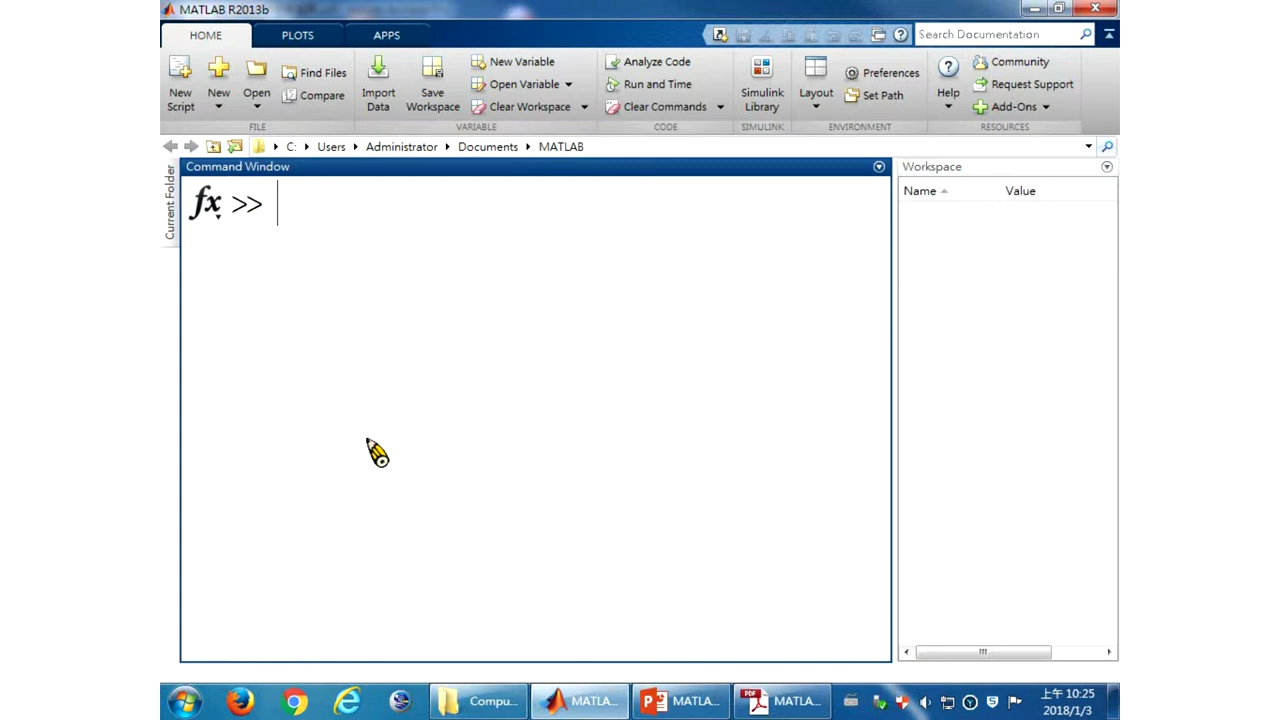 MATLAB R2013b
HOME PLOTS APPS
Search Documentation
New Script
New
Open
Find Files
Compare
Import Data
Save Workspace
New Variable
Open Variable
Clear Workspace
Analyze Code
Run and Time
Clear Commands
Simulink Library
Layout
Preferences
Set Path
Help
Community
Request Support
Add-Ons
FILE VARIABLE CODE SIMULINK ENVIRONMENT RESOURCES
C: Users Administrator Documents MATLAB
Current Folder
Command Window
fx >>
Workspace
Name Value
Compu... MATLA... MATLA... MATLA...
PDF
上午 10:25
2018/1/3